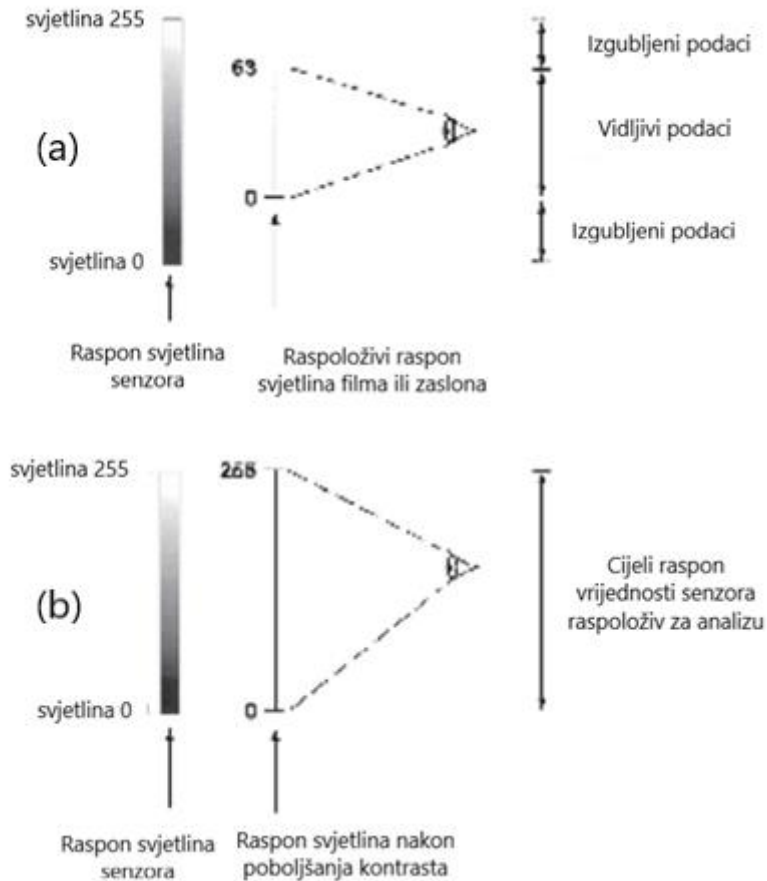 svjetlina 255
63
Izgubljeni podaci
(a)
Vidljivi podaci
0
Izgubljeni podaci
svjetlina 0
Raspon svjetlina
senzora
Raspoloživi raspon
svjetlina filma ili zaslona
svjetlina 255
(b)
Cijeli raspon
vrijednosti senzora
raspoloživ za analizu
svjetlina 0
0
Raspon svjetlina
senzora
Raspon svjetlina nakon
poboljšanja kontrasta